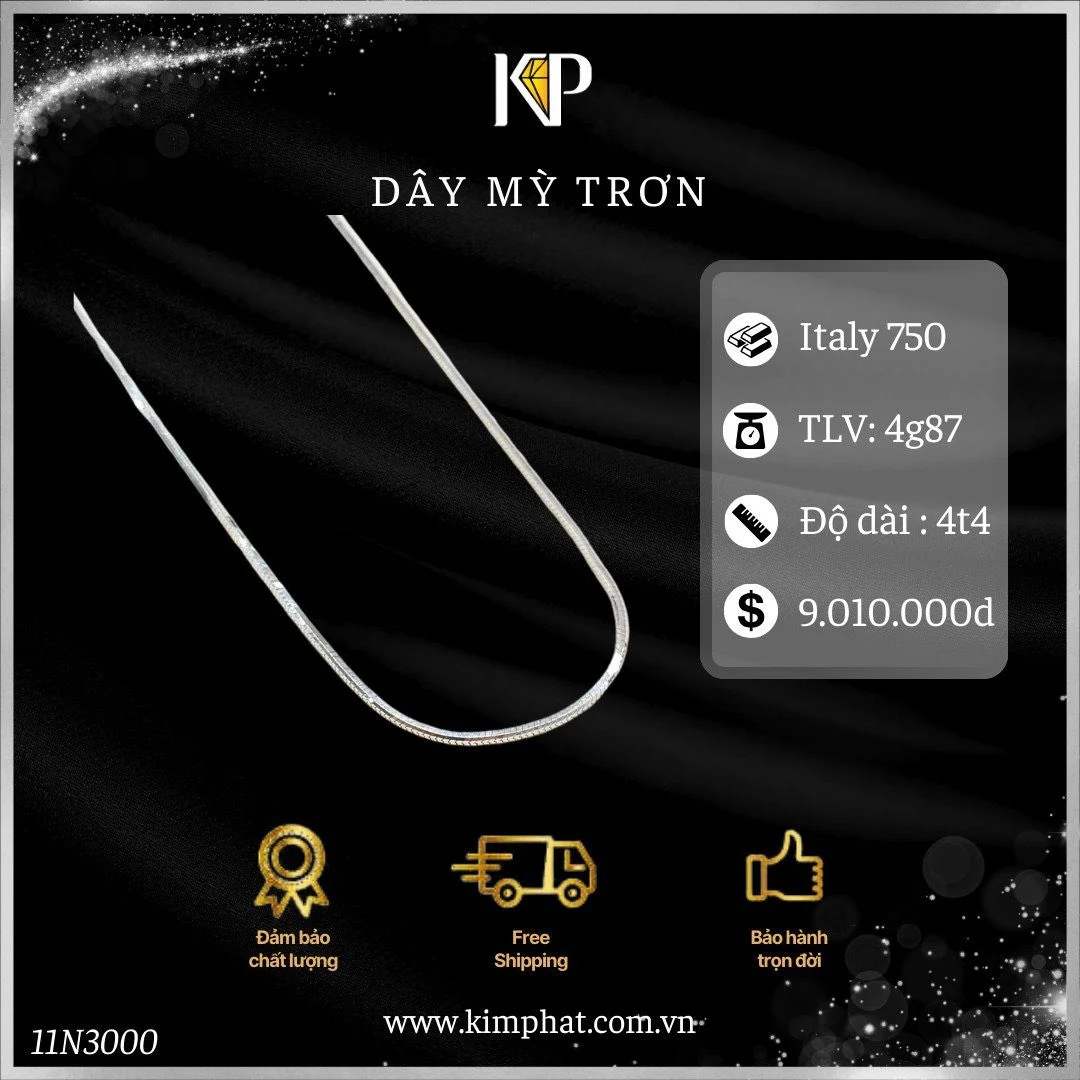 KP
DÂY MỲ TRƠN
Italy 750
TLV: 4g87
Độ dài : 4t4
$ 9.010.000d
Đảm bảo
chất lượng
Free
Shipping
Bảo hành
trọn đời
www.kimphat.com.vn
11N3000